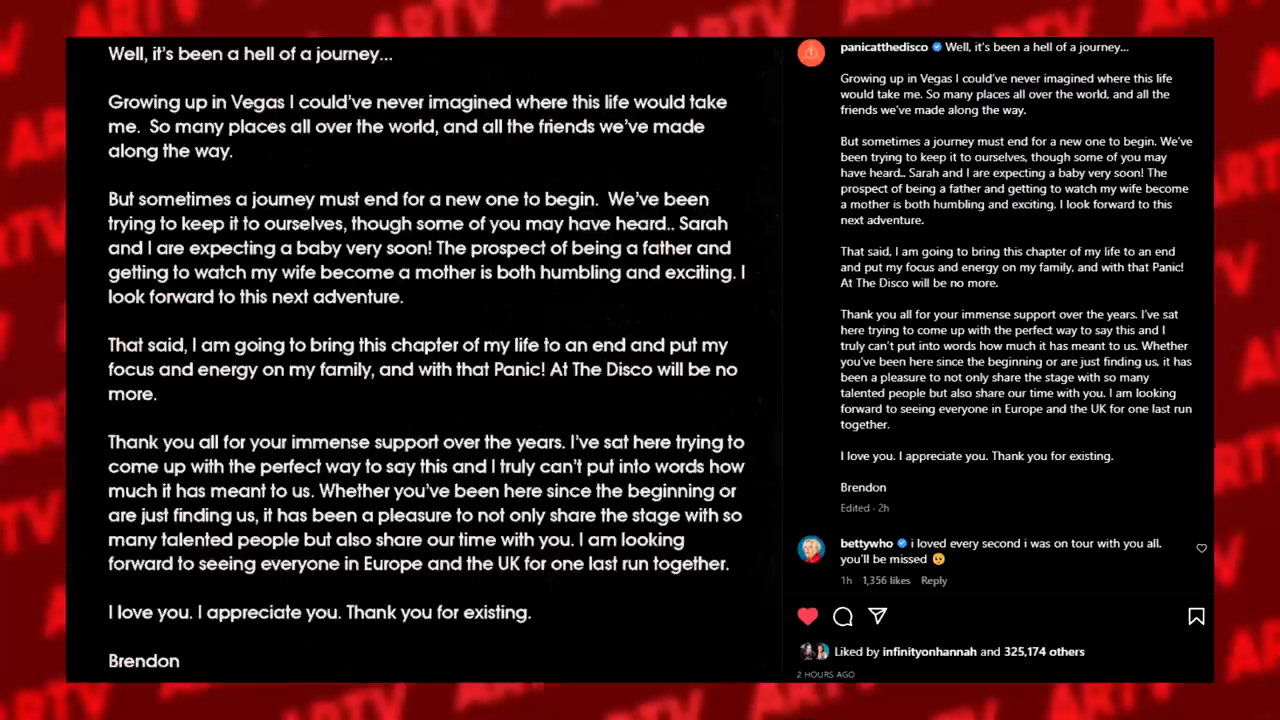 Well, it's been a hell of a journey...
Growing up in Vegas I could've never imagined where this life would take
me.  So many places all over the world, and all the friends we've made
along the way.
But sometimes a journey must end for a new one to begin.  We've been
trying to keep it to ourselves, though some of you may have heard.. Sarah
and I are expecting a baby very soon! The prospect of being a father and
getting to watch my wife become a mother is both humbling and exciting. I
look forward to this next adventure.
That said, I am going to bring this chapter of my life to an end and put my
focus and energy on my family, and with that Panic! At The Disco will be no
more.
Thank you all for your immense support over the years. I've sat here trying to
come up with the perfect way to say this and I truly can't put into words how
much it has meant to us. Whether you've been here since the beginning or
are just finding us, it has been a pleasure to not only share the stage with so
many talented people but also share our time with you. I am looking
forward to seeing everyone in Europe and the UK for one last run together.
I love you. I appreciate you. Thank you for existing.
Brendon
panicatthedisco Well, it's been a hell of a journey...
Growing up in Vegas I could've never imagined where this life
would take me. So many places all over the world, and all the
friends we've made along the way.
But sometimes a journey must end for a new one to begin. We've
been trying to keep it to ourselves, though some of you may
have heard.. Sarah and I are expecting a baby very soon! The
prospect of being a father and getting to watch my wife become
a mother is both humbling and exciting. I look forward to this
next adventure.
That said, I am going to bring this chapter of my life to an end
and put my focus and energy on my family, and with that Panic!
At The Disco will be no more.
Thank you all for your immense support over the years. I've sat
here trying to come up with the perfect way to say this and I
truly can't put into words how much it has meant to us. Whether
you've been here since the beginning or are just finding us, it has
been a pleasure to not only share the stage with so many
talented people but also share our time with you. I am looking
forward to seeing everyone in Europe and the UK for one last run
together.
I love you. I appreciate you. Thank you for existing.
Brendon
Edited · 2h
bettywho i loved every second i was on tour with you all.
you'll be missed 🥺
1h 1,356 likes Reply
Liked by infinityonhannah and 325,174 others
2 HOURS AGO
ARTV
ARTV
ARTV
ARTV
ARTV
ARTV